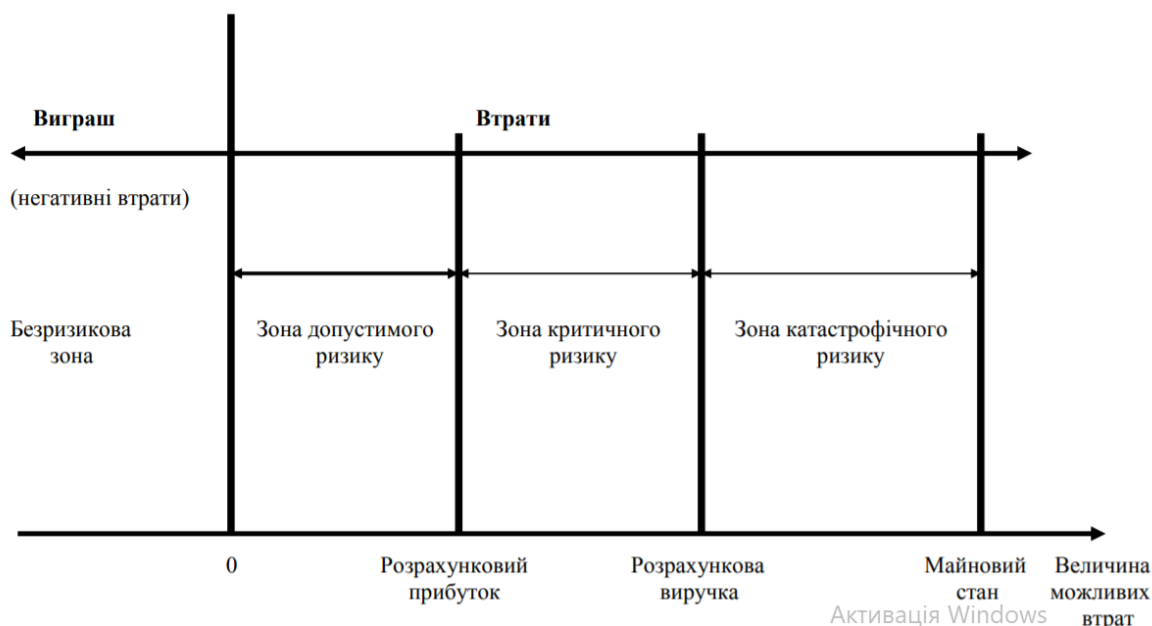 Виграш
Втрати
(негативні втрати)
Безризикова
зона
Зона допустимого
ризику
Зона критичного
ризику
Зона катастрофічного
ризику
0
Розрахунковий
прибуток
Розрахункова
виручка
Майновий
стан
Величина
можливих
втрат
Активація Windows